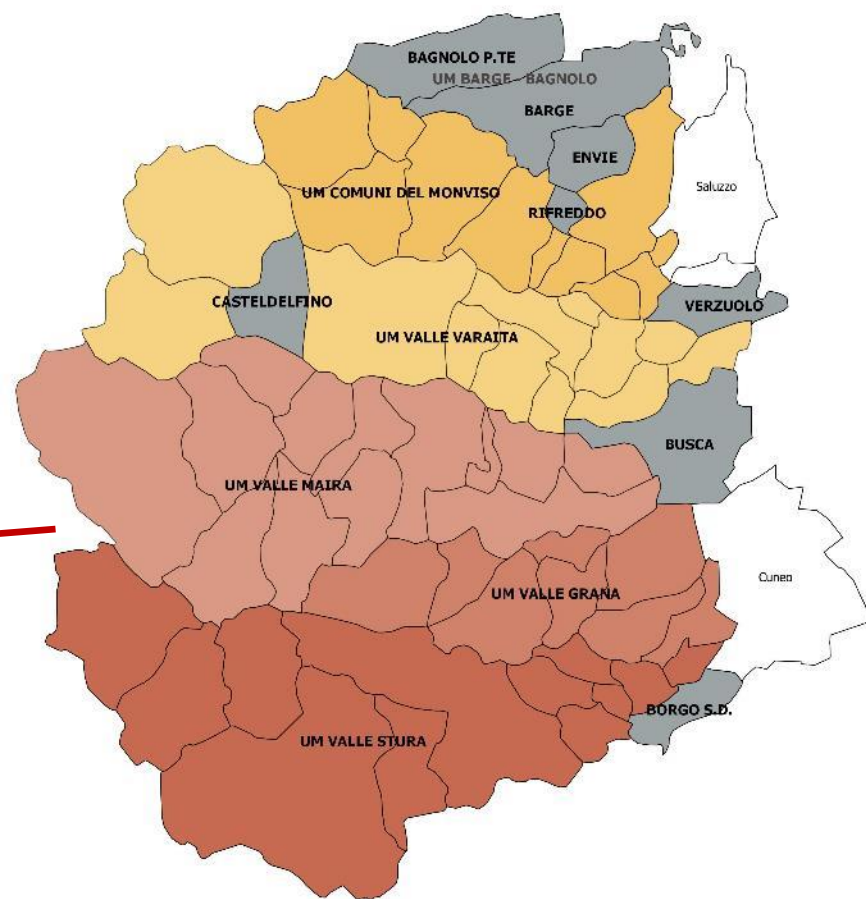 BAGNOLO P.TE
UM BARGE - BAGNOLO
BARGE
ENVIE
Saluzzo
UM COMUNI DEL MONVISO
RIFREDDO
CASTELDELFINO
VERZUOLO
UM VALLE VARAITA
BUSCA
UM VALLE MAIRA
Cuneo
UM VALLE GRANA
BORGO S.D.
UM VALLE STURA